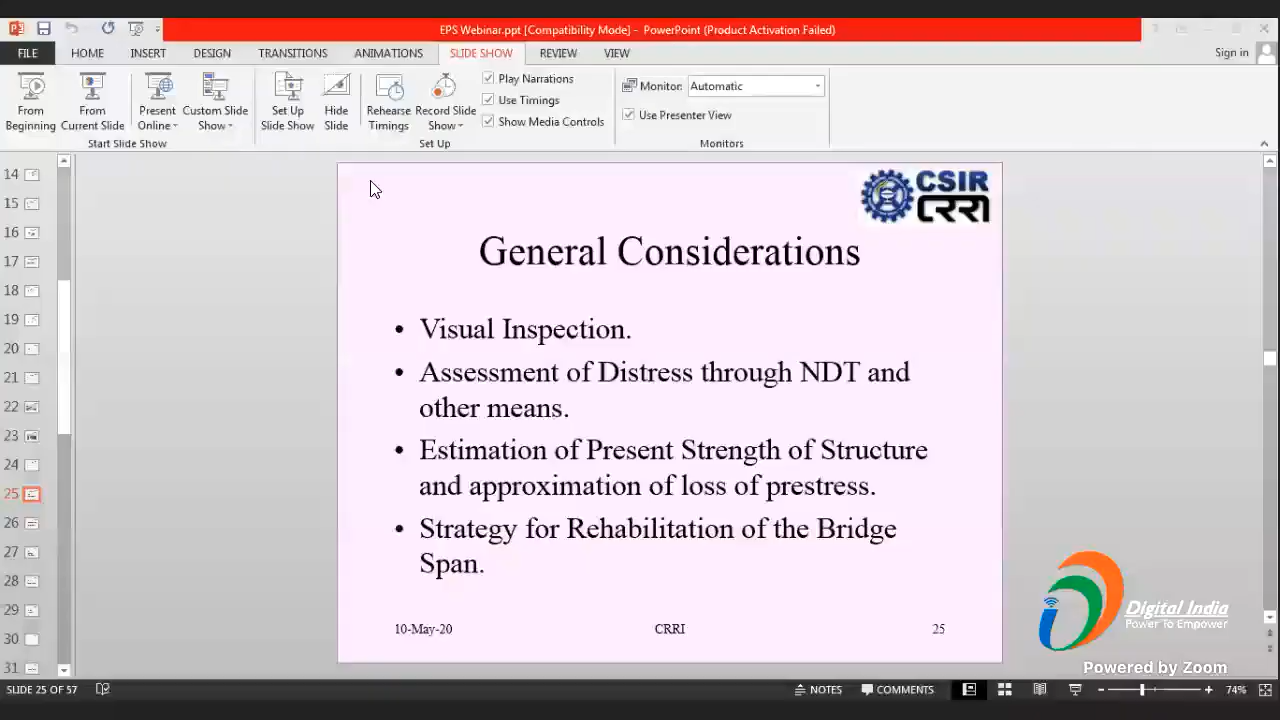 EPS Webinar.ppt [Compatibility Mode] - PowerPoint (Product Activation Failed)
FILE HOME INSERT DESIGN TRANSITIONS ANIMATIONS SLIDE SHOW REVIEW VIEW Sign in
From Beginning
From Current Slide
Present Online
Custom Slide Show
Start Slide Show
Set Up Slide Show
Hide Slide
Rehearse Timings
Record Slide Show
Play Narrations
Use Timings
Show Media Controls
Set Up
Monitor: Automatic
Use Presenter View
Monitors
14
15
16
17
18
19
20
21
22
23
24
25
26
27
28
29
30
31
CSIR
CRRI
General Considerations
• Visual Inspection.
• Assessment of Distress through NDT and
other means.
• Estimation of Present Strength of Structure
and approximation of loss of prestress.
• Strategy for Rehabilitation of the Bridge
Span.
10-May-20 CRRI 25
Digital India
Power To Empower
Powered by Zoom
SLIDE 25 OF 57 NOTES COMMENTS 74%